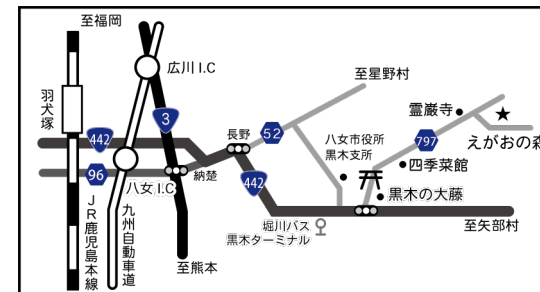 至福岡
広川 I.C
羽犬塚
3
至星野村
霊巌寺
えがおの森
長野
52
八女市役所
黒木支所
797
442
四季菜館
96
納楚
八女 I.C
442
黒木の大藤
JR鹿児島本線
九州自動車道
堀川バス
黒木ターミナル
至矢部村
至熊本